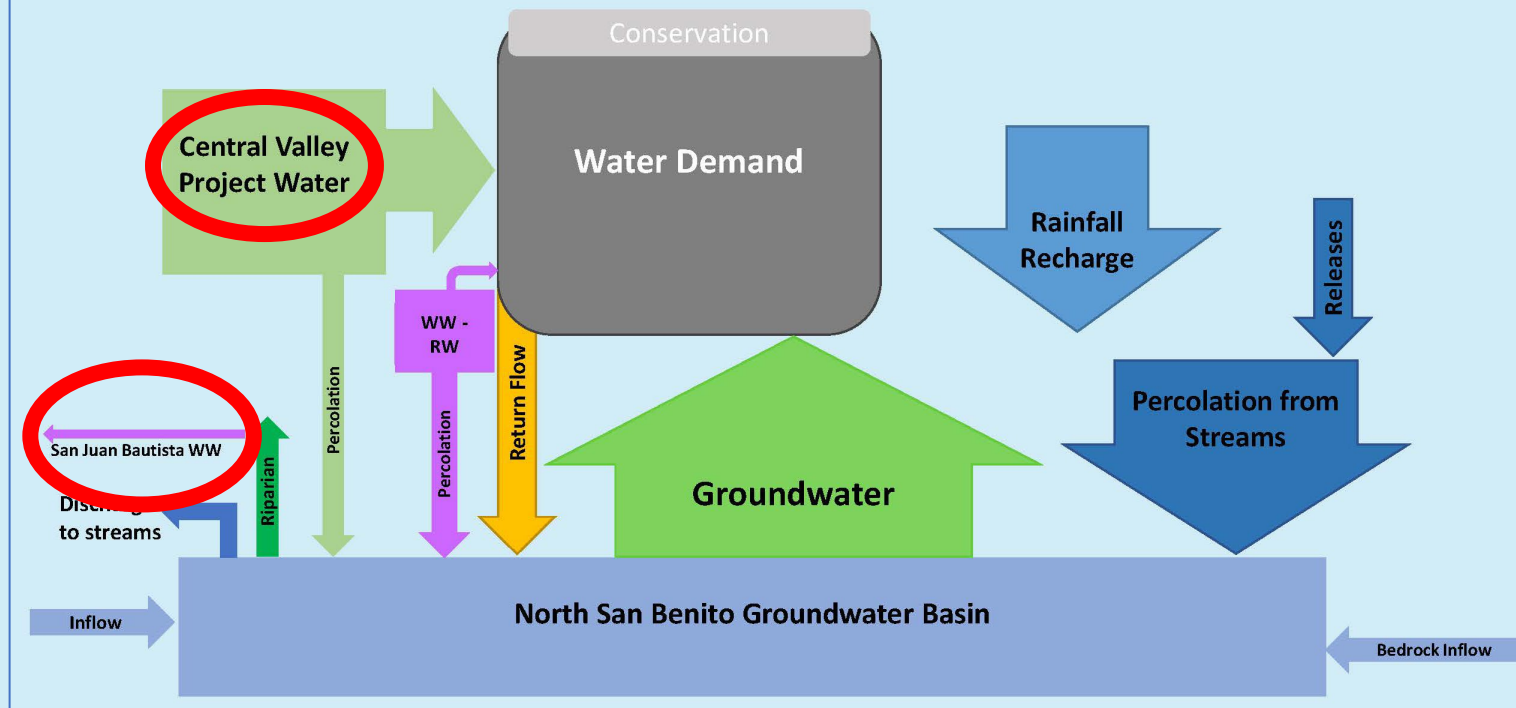 Conservation
Central Valley
Project Water
Water Demand
Rainfall
Recharge
Releases
WW -
RW
Percolation
Percolation
Return Flow
Percolation from
Streams
San Juan Bautista WW
Riparian
Groundwater
to streams
North San Benito Groundwater Basin
Inflow
Bedrock Inflow